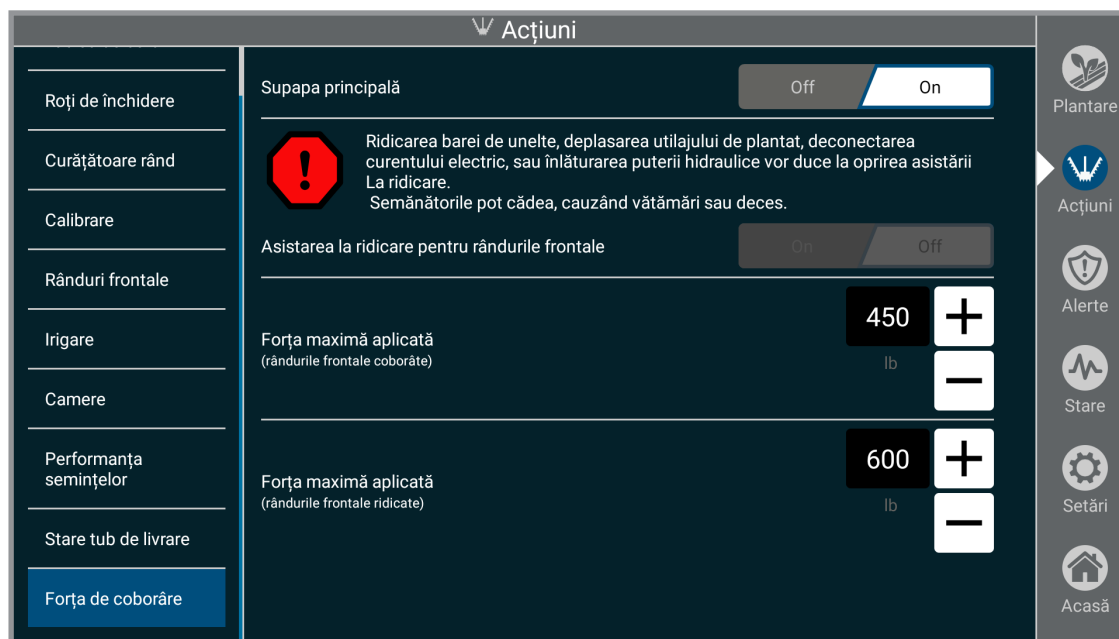 Acțiuni
Roți de închidere
Curățătoare rând
Calibrare
Rânduri frontale
Irigare
Camere
Performanța
semințelor
Stare tub de livrare
Forța de coborâre
Supapa principală
Off
On
Ridicarea barei de unelte, deplasarea utilajului de plantat, deconectarea
curentului electric, sau înlăturarea puterii hidraulice vor duce la oprirea asistării
La ridicare.
Semănătorile pot cădea, cauzând vătămări sau deces.
Asistarea la ridicare pentru rândurile frontale
On
Off
Forța maximă aplicată
(rândurile frontale coborâte)
450
lb
Forța maximă aplicată
(rândurile frontale ridicate)
600
lb
Plantare
Acțiuni
Alerte
Stare
Setări
Acasă